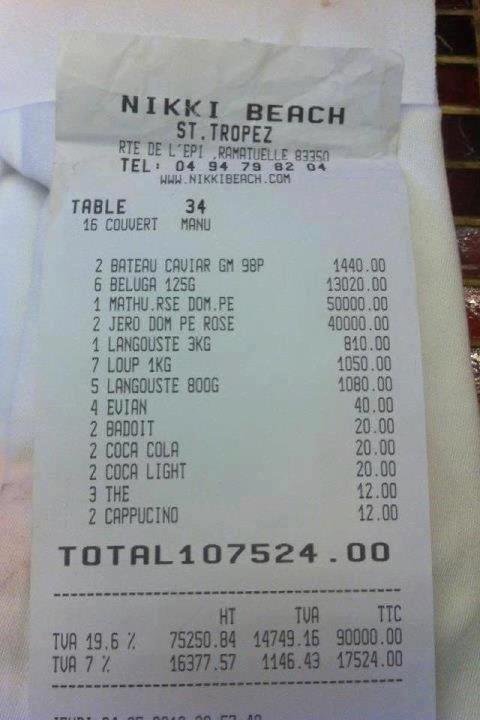 NIKKI BEACH
ST.TROPEZ
RTE DE L'EPI ,RAMATUELLE 83350
TEL: 04 94 79 82 04
WWW.NIKKIBEACH.COM
TABLE 34
16 COUVERT MANU
2 BATEAU CAVIAR GM 98P 1440.00
6 BELUGA 125G 13020.00
1 MATHU.RSE DOM.PE 50000.00
2 JERO DOM PE ROSE 40000.00
1 LANGOUSTE 3KG 810.00
7 LOUP 1KG 1050.00
5 LANGOUSTE 800G 1080.00
4 EVIAN 40.00
2 BADOIT 20.00
2 COCA COLA 20.00
2 COCA LIGHT 20.00
3 THE 12.00
2 CAPPUCINO 12.00
TOTAL107524.00
HT TVA TTC
TVA 19.6 % 75250.84 14749.16 90000.00
TVA 7 % 16377.57 1146.43 17524.00